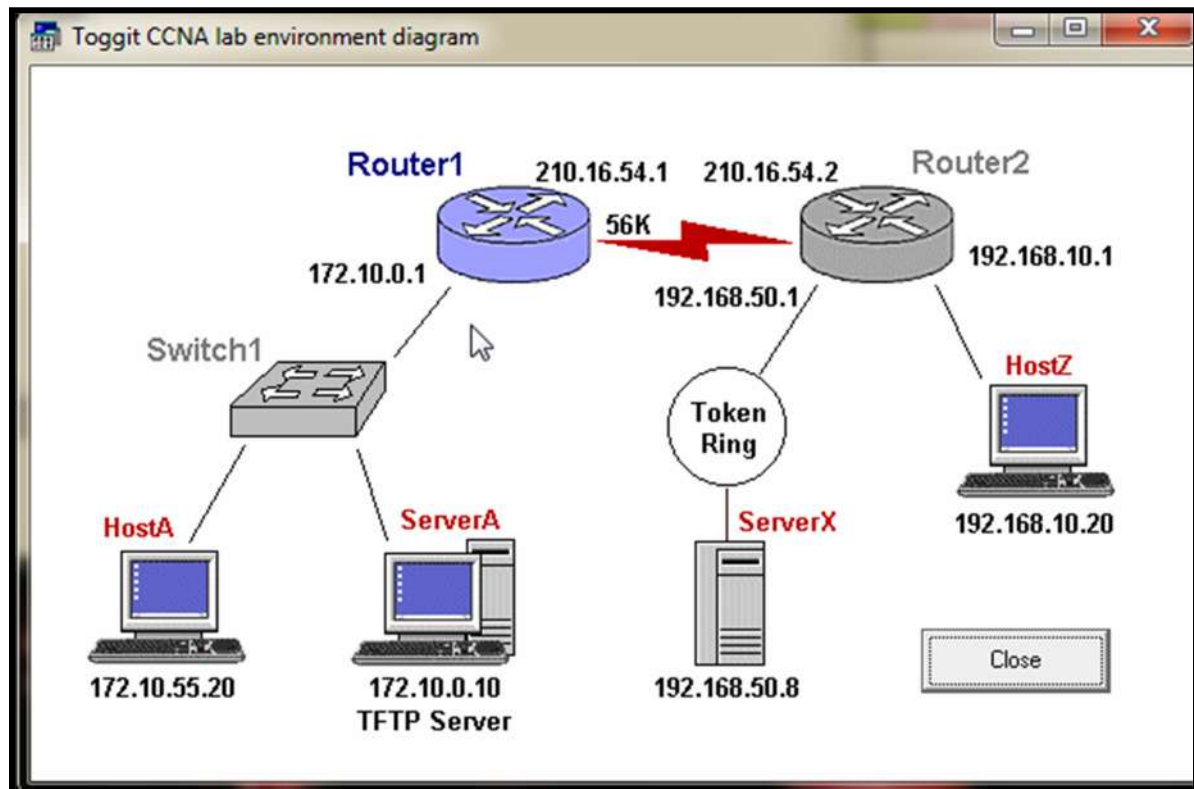 Toggit CCNA lab environment diagram
Router1
210.16.54.1
210.16.54.2
Router2
56K
172.10.0.1
192.168.50.1
192.168.10.1
Switch1
Token
Ring
HostZ
HostA
ServerA
ServerX
192.168.10.20
172.10.55.20
172.10.0.10
TFTP Server
192.168.50.8
Close